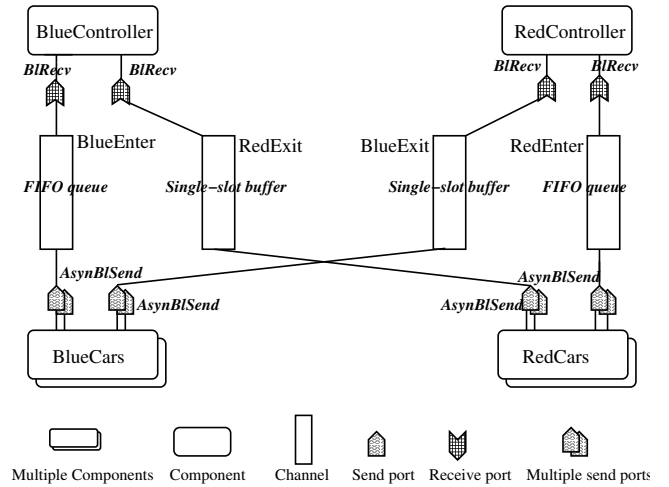 BlueController
RedController
BlRecv
BlRecv
BlRecv
BlRecv
BlueEnter
RedExit
BlueExit
RedEnter
FIFO queue
Single-slot buffer
Single-slot buffer
FIFO queue
AsynBlSend
AsynBlSend
AsynBlSend
AsynBlSend
BlueCars
RedCars
Multiple Components
Component
Channel
Send port
Receive port
Multiple send ports